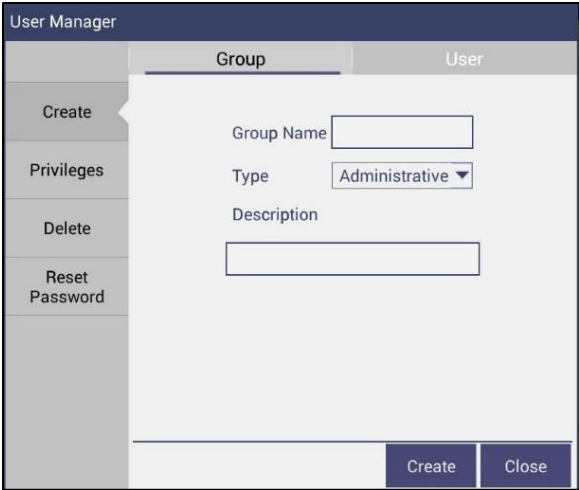 User Manager
Group
User
Create
Privileges
Delete
Reset
Password
Group Name
Type
Administrative
Description
Create
Close